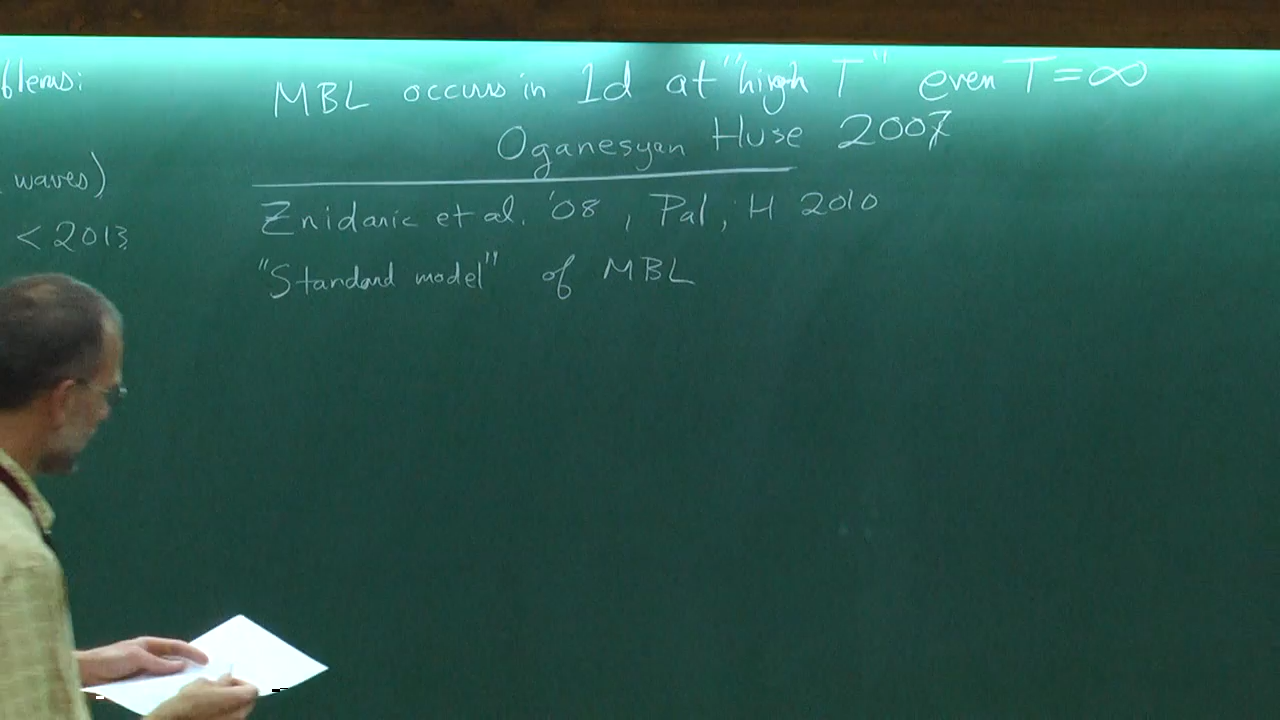 blems:
waves)
< 2013
MBL occurs in 1d at "high T" even T = ∞
Oganesyan Huse 2007
Znidaric et al. '08, Pal, H 2010
"Standard model" of MBL